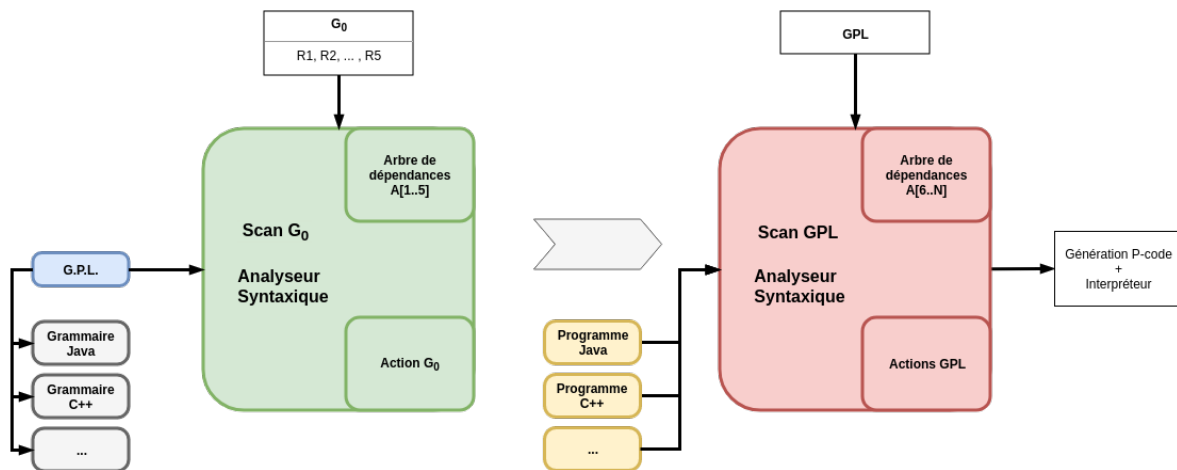 G0
R1, R2, ... , R5
Arbre de
dépendances
A[1..5]
Scan G0
Analyseur
Syntaxique
Action G0
G.P.L.
Grammaire
Java
Grammaire
C++
...
GPL
Arbre de
dépendances
A[6..N]
Scan GPL
Analyseur
Syntaxique
Actions GPL
Programme
Java
Programme
C++
...
Génération P-code
+
Interpréteur